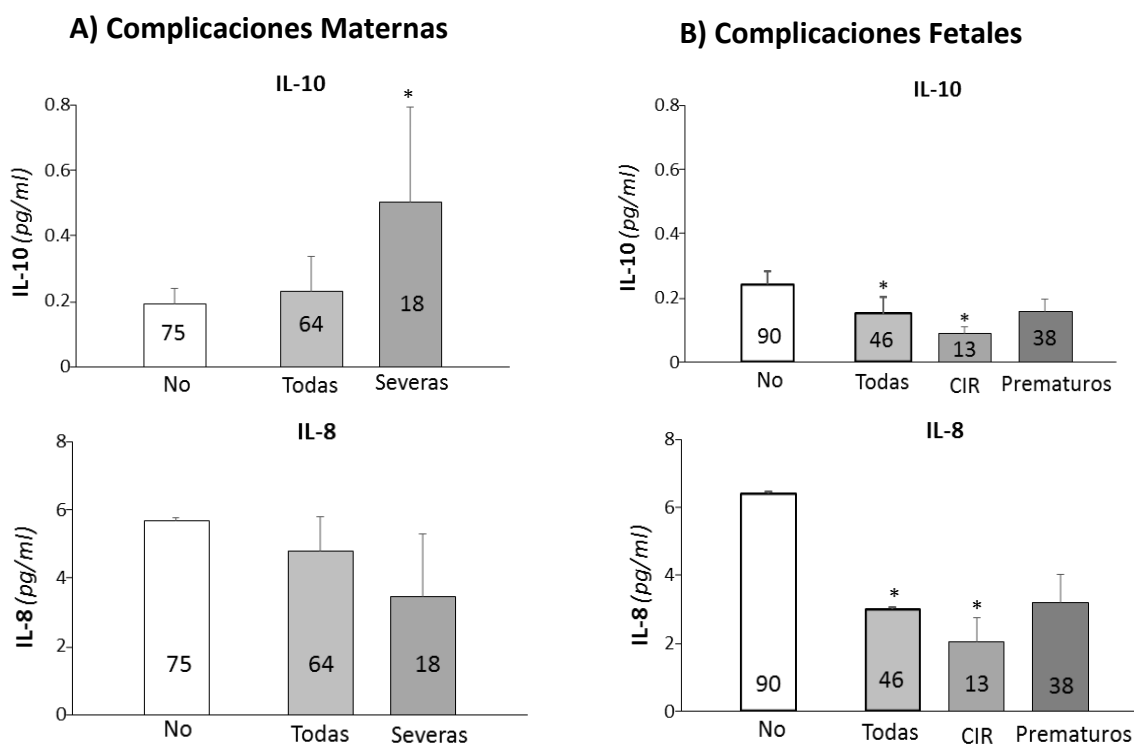 A) Complicaciones Maternas
IL-10
IL-10 (pg/ml)
0.8
0.6
0.4
0.2
0
*
75
64
18
No
Todas
Severas
IL-8
IL-8 (pg/ml)
8
6
4
2
0
75
64
18
No
Todas
Severas
B) Complicaciones Fetales
IL-10
IL-10 (pg/ml)
0.8
0.6
0.4
0.2
0
*
*
90
46
13
38
No
Todas
CIR
Prematuros
IL-8
IL-8 (pg/ml)
8
6
4
2
0
*
*
90
46
13
38
No
Todas
CIR
Prematuros